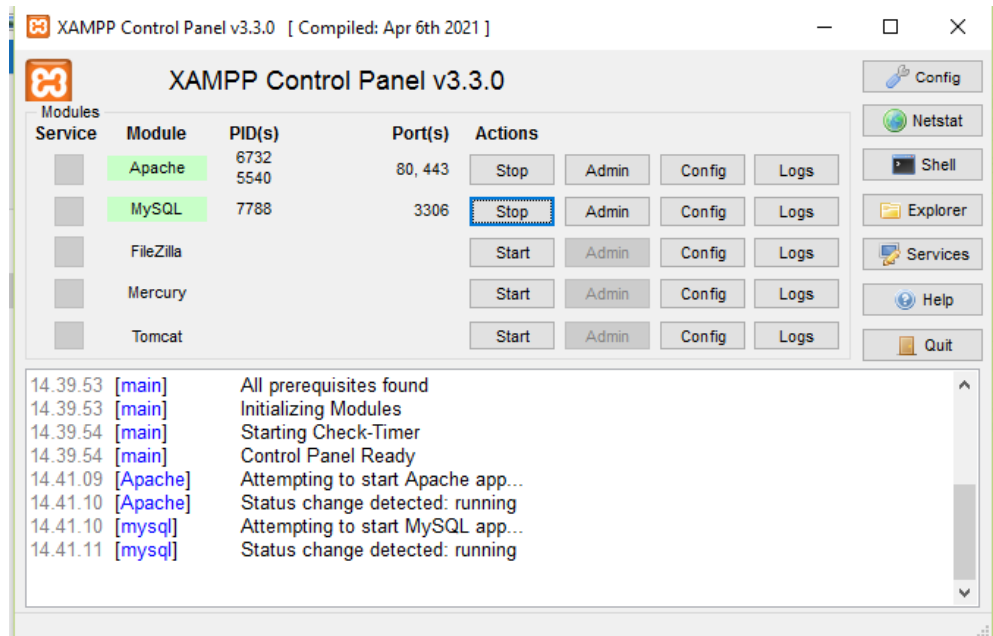 XAMPP Control Panel v3.3.0 [ Compiled: Apr 6th 2021 ]
XAMPP Control Panel v3.3.0
Config
Modules
Netstat
Service Module PID(s) Port(s) Actions
Apache 6732 5540 80, 443 Stop Admin Config Logs
Shell
MySQL 7788 3306 Stop Admin Config Logs
Explorer
FileZilla Start Admin Config Logs
Services
Mercury Start Admin Config Logs
Help
Tomcat Start Admin Config Logs
Quit
14.39.53 [main] All prerequisites found
14.39.53 [main] Initializing Modules
14.39.54 [main] Starting Check-Timer
14.39.54 [main] Control Panel Ready
14.41.09 [Apache] Attempting to start Apache app...
14.41.10 [Apache] Status change detected: running
14.41.10 [mysql] Attempting to start MySQL app...
14.41.11 [mysql] Status change detected: running